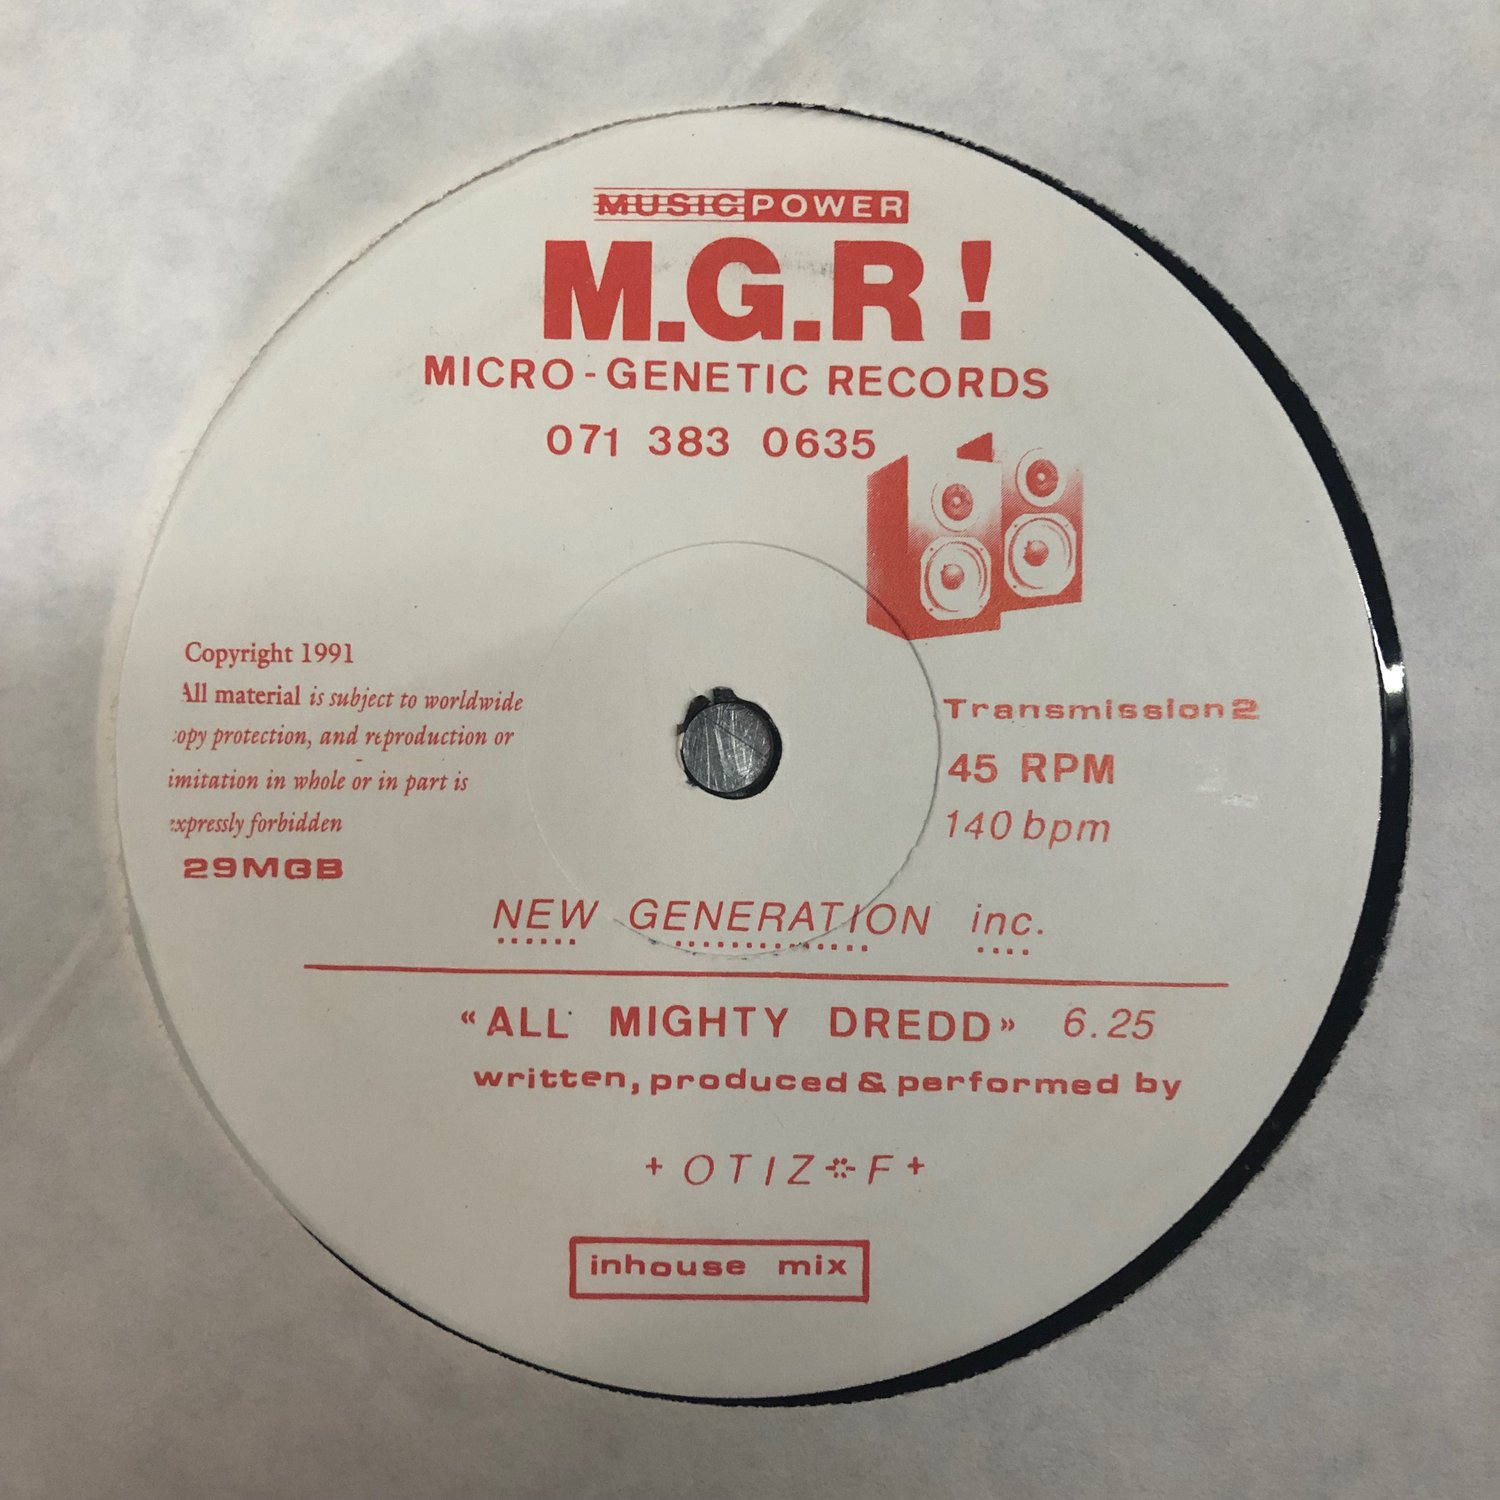 MUSIC POWER
M.G.R!
MICRO-GENETIC RECORDS
071 383 0635
Copyright 1991
All material is subject to worldwide
copy protection, and reproduction or
imitation in whole or in part is
expressly forbidden
29MGB
Transmission2
45 RPM
140 bpm
NEW GENERATION inc.
«ALL MIGHTY DREDD» 6.25
written, produced & performed by
+ OTIZ*F +
inhouse mix